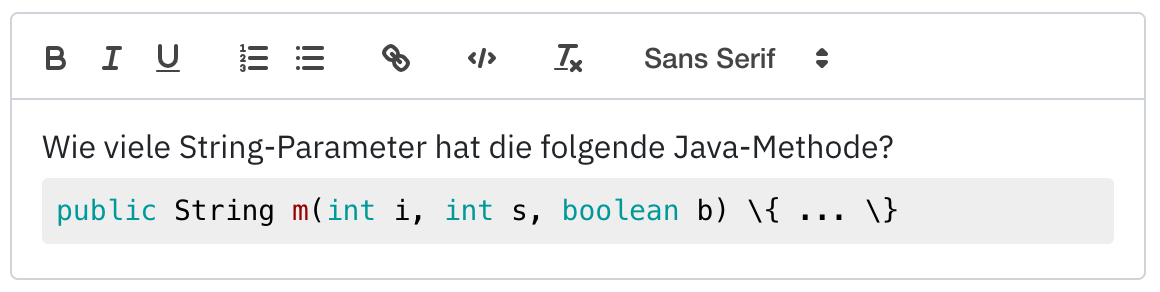 B I U Sans Serif
Wie viele String-Parameter hat die folgende Java-Methode?
public String m(int i, int s, boolean b) \{ ... \}